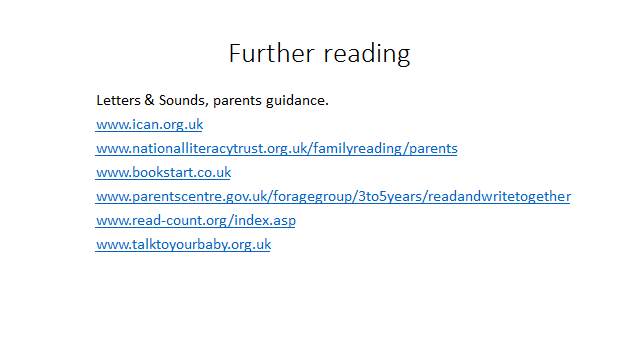 Further reading
Letters & Sounds, parents guidance.
www.ican.org.uk
www.nationalliteracytrust.org.uk/familyreading/parents
www.bookstart.co.uk
www.parentscentre.gov.uk/foragegroup/3to5years/readandwritetogether
www.read-count.org/index.asp
www.talktoyourbaby.org.uk